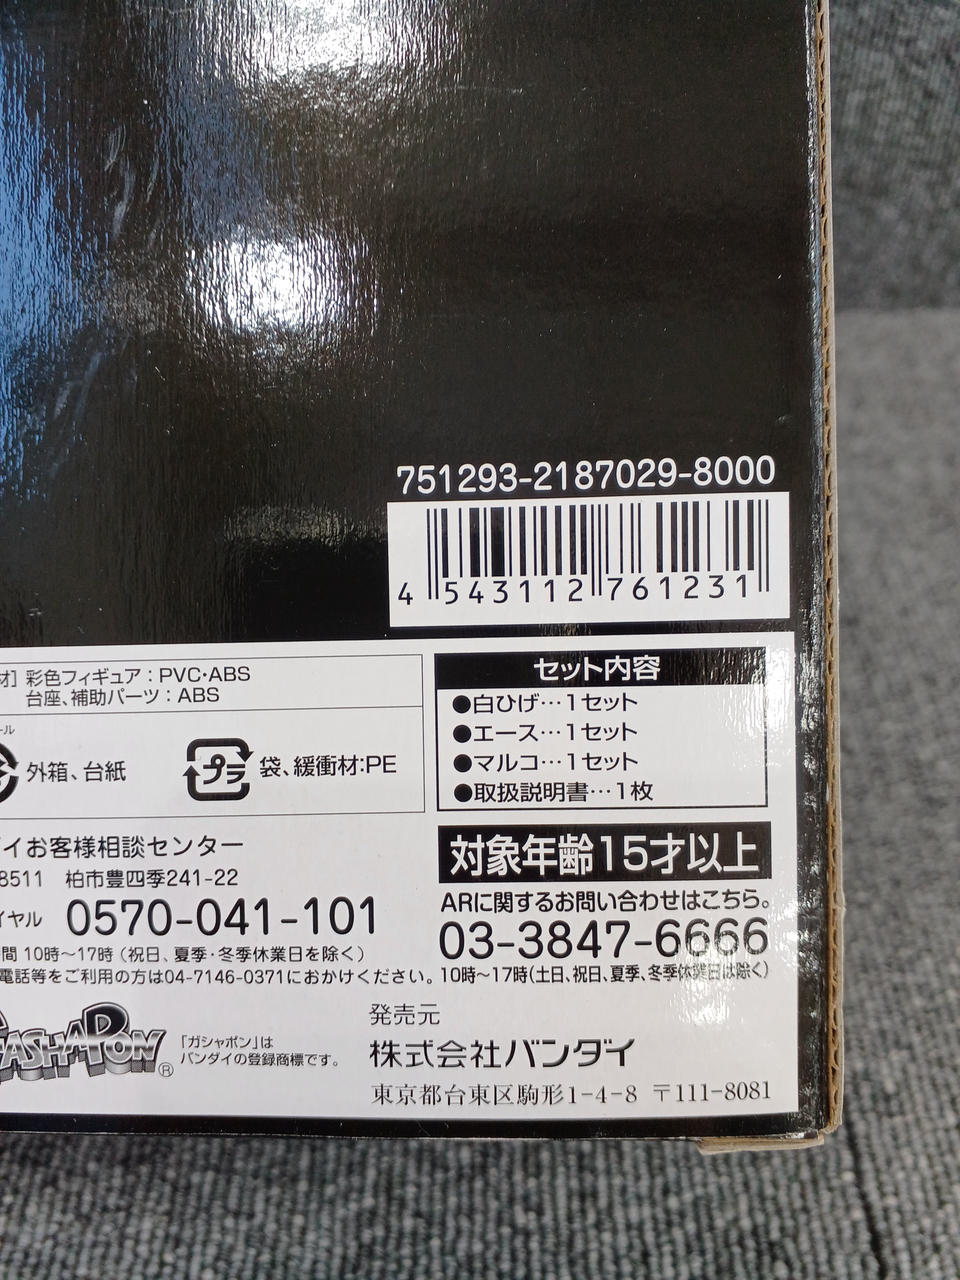 751293-2187029-8000
4 543112 761231
材] 彩色フィギュア：PVC・ABS
台座、補助パーツ：ABS
ール
外箱、台紙
プラ 袋、緩衝材：PE
セット内容
●白ひげ…1セット
●エース…1セット
●マルコ…1セット
●取扱説明書…1枚
イお客様相談センター
8511 柏市豊四季241-22
イヤル 0570-041-101
間 10時～17時（祝日、夏季・冬季休業日を除く）
電話等をご利用の方は04-7146-0371におかけください。
対象年齢15才以上
ARに関するお問い合わせはこちら。
03-3847-6666
10時～17時(土日、祝日、夏季、冬季休業日は除く)
GASHAPON®
「ガシャポン」は
バンダイの登録商標です。
発売元
株式会社バンダイ
東京都台東区駒形1-4-8 〒111-8081